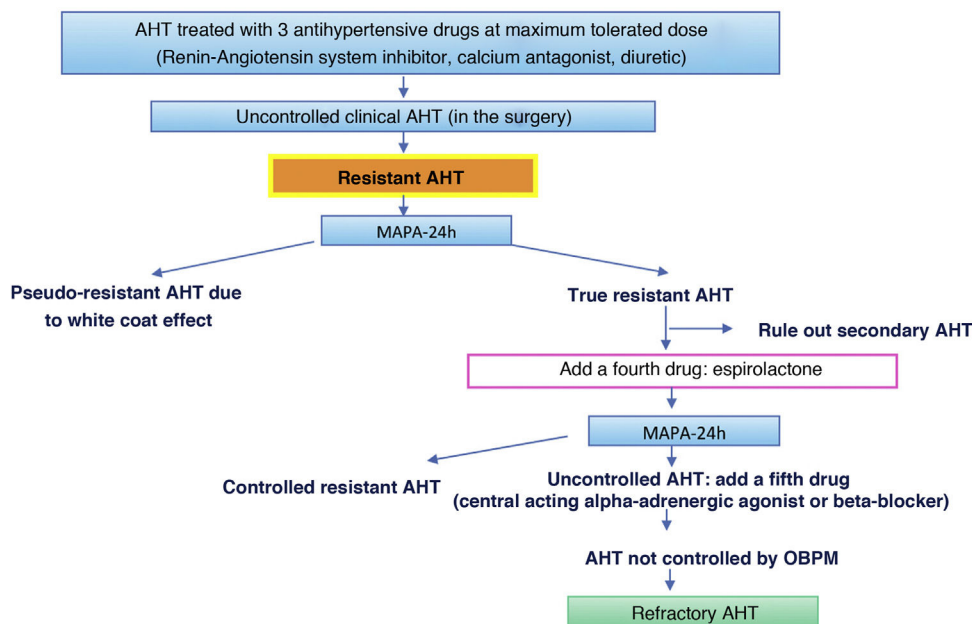 AHT treated with 3 antihypertensive drugs at maximum tolerated dose
(Renin-Angiotensin system inhibitor, calcium antagonist, diuretic)
Uncontrolled clinical AHT (in the surgery)
Resistant AHT
MAPA-24h
Pseudo-resistant AHT due
to white coat effect
True resistant AHT
Rule out secondary AHT
Add a fourth drug: espirolactone
MAPA-24h
Controlled resistant AHT
Uncontrolled AHT: add a fifth drug
(central acting alpha-adrenergic agonist or beta-blocker)
AHT not controlled by OBPM
Refractory AHT